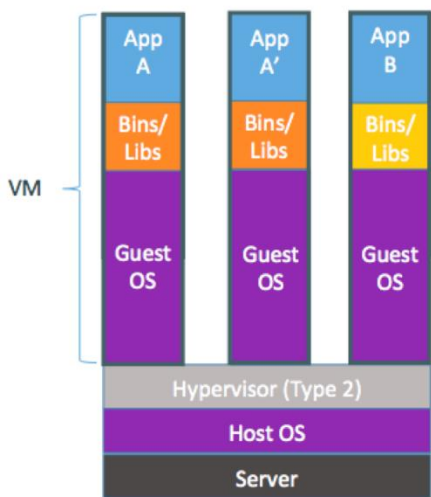 App
A
App
A’
App
B
Bins/
Libs
Bins/
Libs
Bins/
Libs
VM
Guest
OS
Guest
OS
Guest
OS
Hypervisor (Type 2)
Host OS
Server